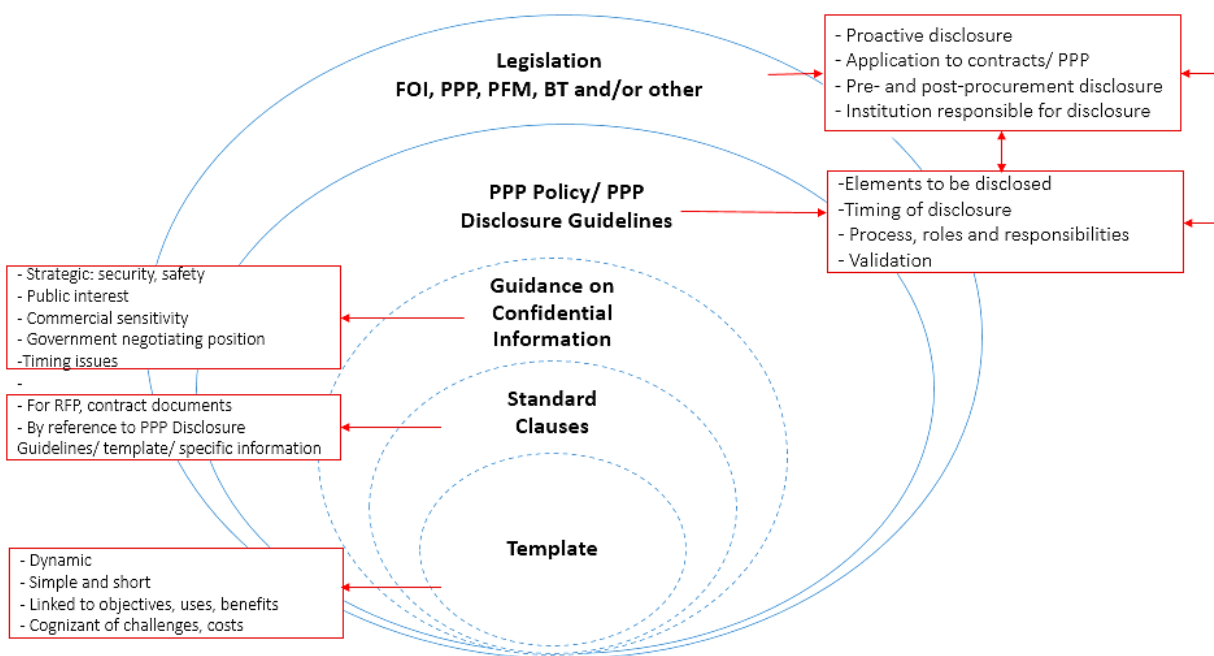 Legislation
FOI, PPP, PFM, BT and/or other
- Proactive disclosure
- Application to contracts/ PPP
- Pre- and post-procurement disclosure
- Institution responsible for disclosure
PPP Policy/ PPP
Disclosure Guidelines
-Elements to be disclosed
-Timing of disclosure
- Process, roles and responsibilities
- Validation
Guidance on
Confidential
Information
- Strategic: security, safety
- Public interest
- Commercial sensitivity
- Government negotiating position
-Timing issues
-
Standard
Clauses
- For RFP, contract documents
- By reference to PPP Disclosure
Guidelines/ template/ specific information
Template
- Dynamic
- Simple and short
- Linked to objectives, uses, benefits
- Cognizant of challenges, costs